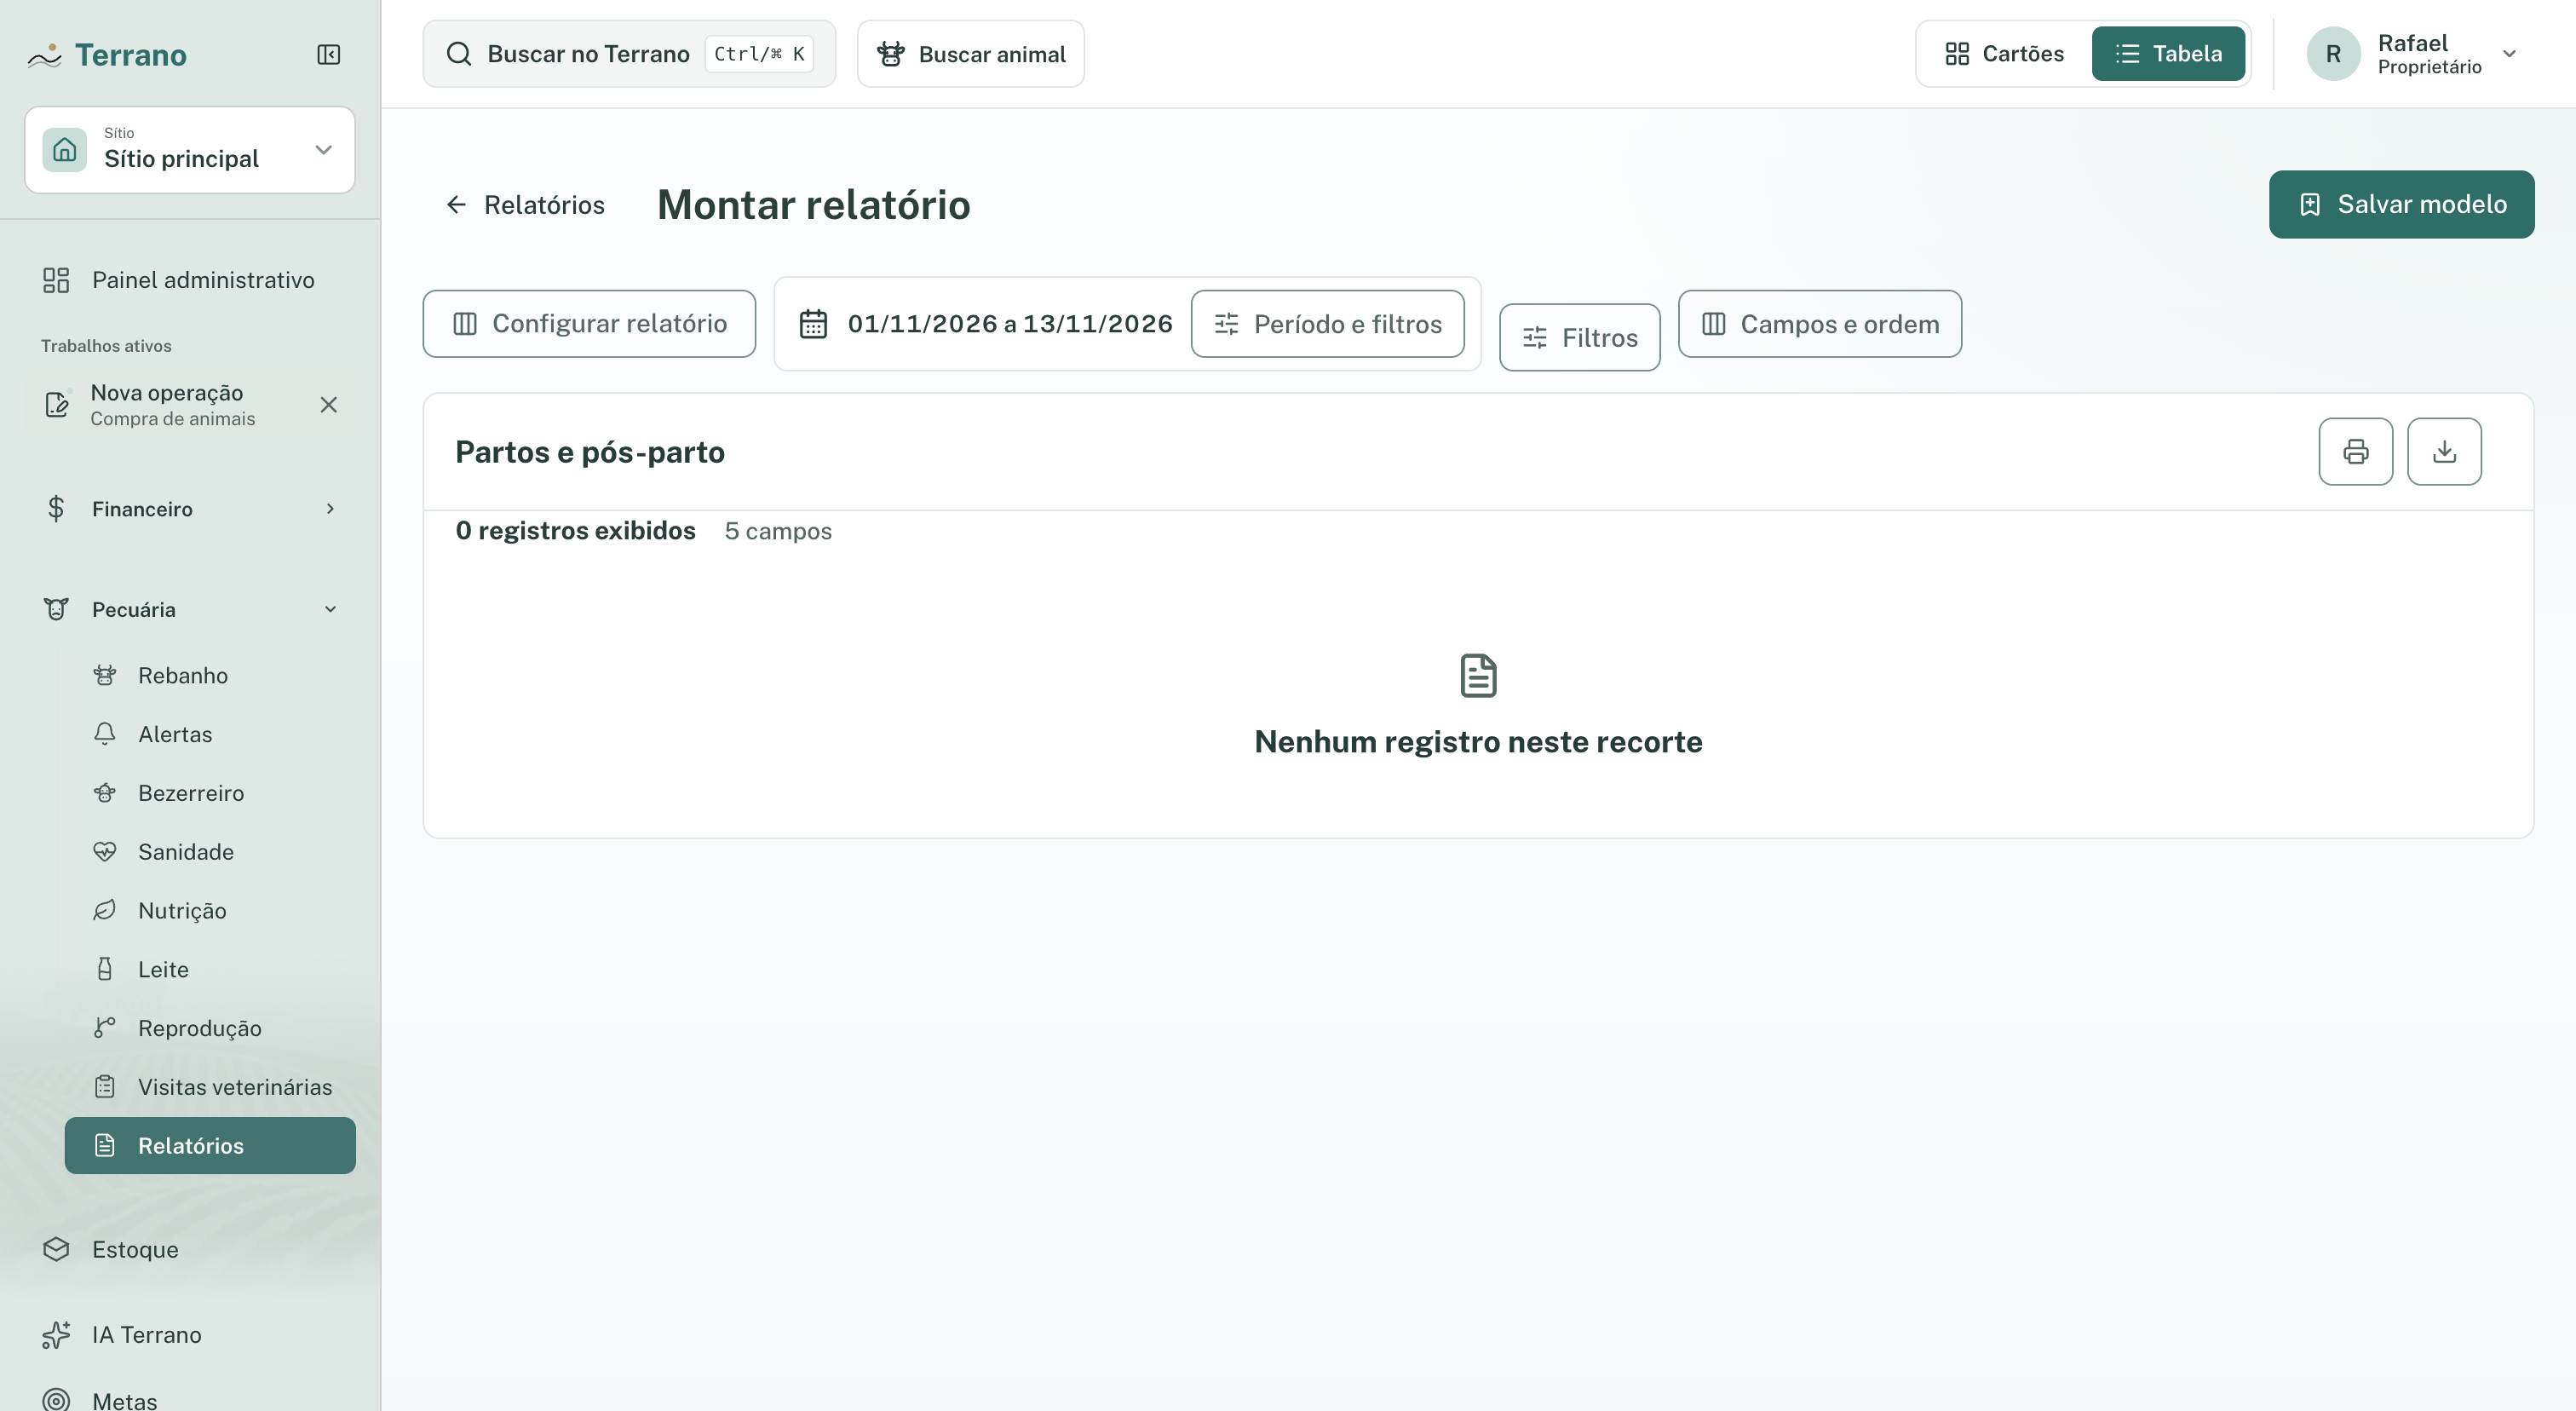 Terrano
Sítio
Sítio principal
Painel administrativo
Trabalhos ativos
Nova operação
Compra de animais
Financeiro
Pecuária
Rebanho
Alertas
Bezerreiro
Sanidade
Nutrição
Leite
Reprodução
Visitas veterinárias
Relatórios
Estoque
IA Terrano
Metas
Buscar no Terrano Ctrl/⌘ K
Buscar animal
Cartões
Tabela
R
Rafael
Proprietário
Relatórios
Montar relatório
Salvar modelo
Configurar relatório
01/11/2026 a 13/11/2026
Período e filtros
Filtros
Campos e ordem
Partos e pós-parto
0 registros exibidos 5 campos
Nenhum registro neste recorte